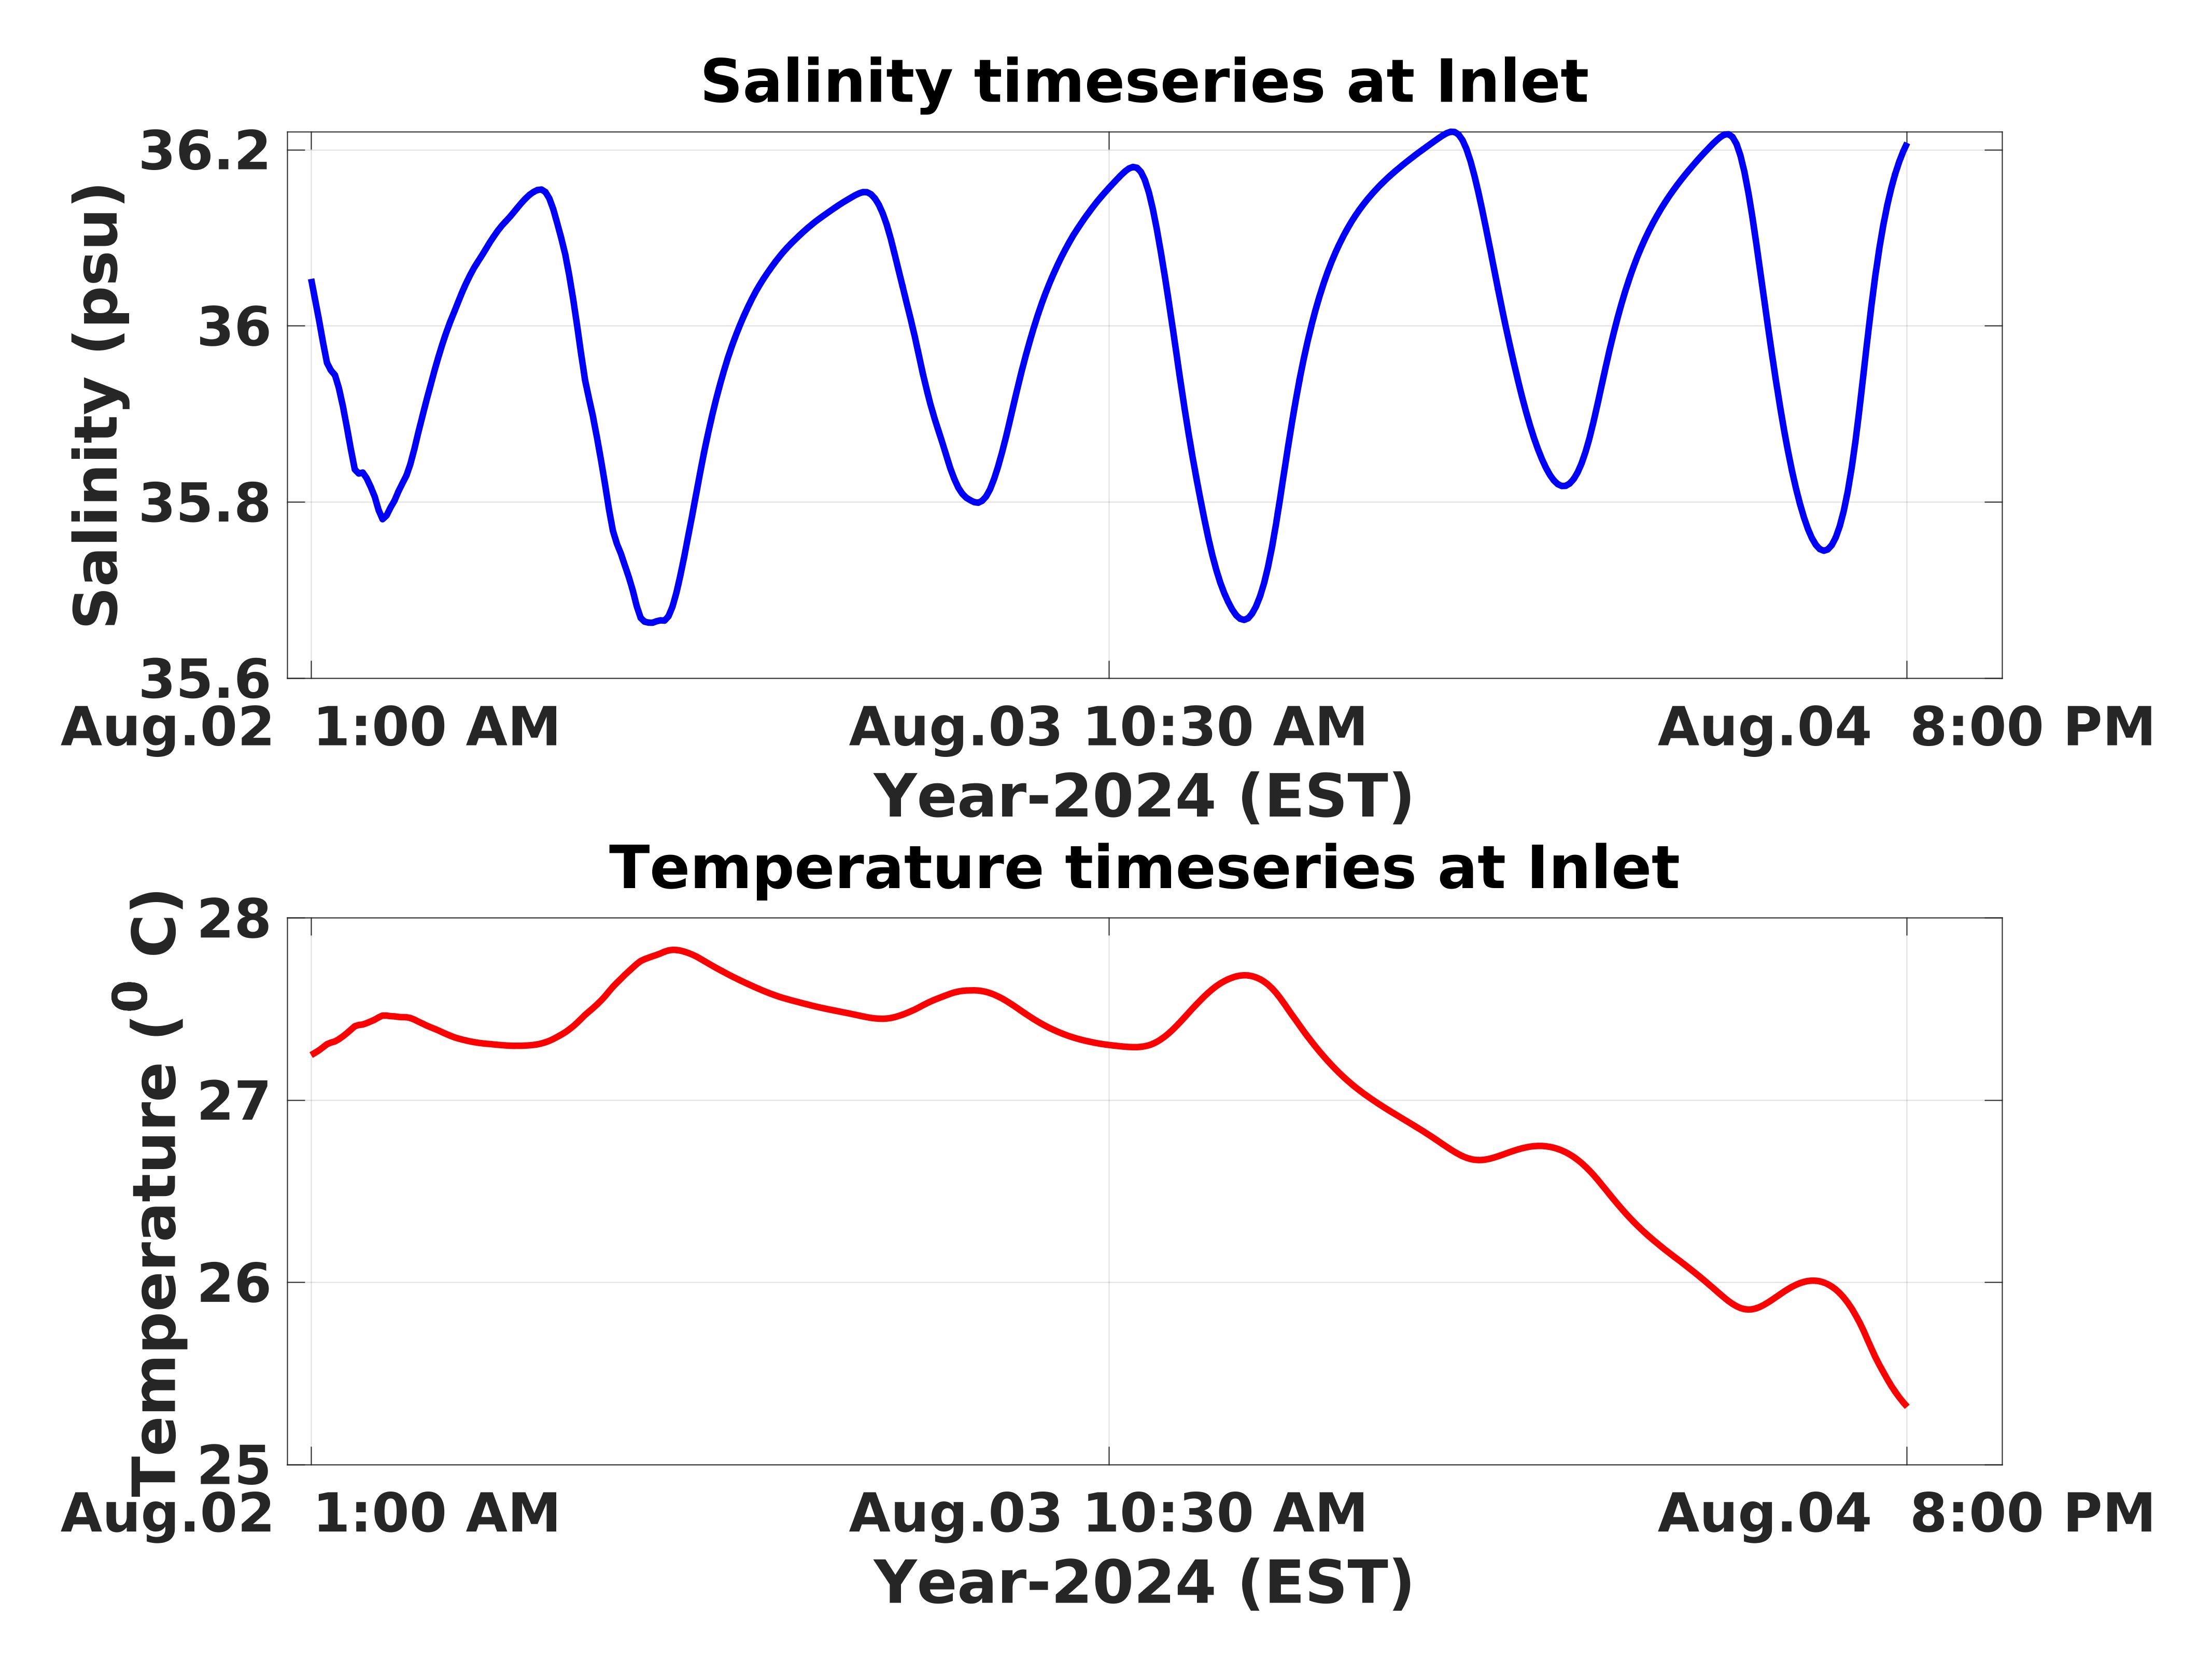 Salinity timeseries at Inlet
Salinity (psu)
36.2
36
35.8
35.6
Aug.02 1:00 AM Aug.03 10:30 AM Aug.04 8:00 PM
Year-2024 (EST)
Temperature timeseries at Inlet
Temperature (⁰ C)
28
27
26
25
Aug.02 1:00 AM Aug.03 10:30 AM Aug.04 8:00 PM
Year-2024 (EST)